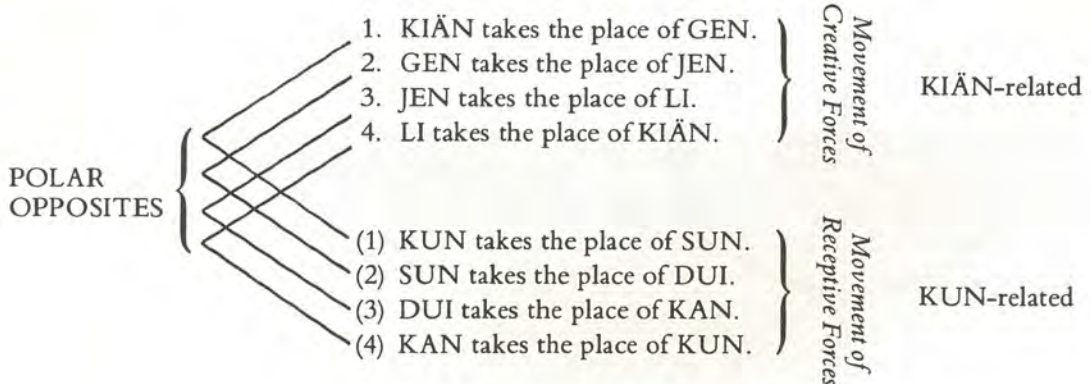 1. KIÄN takes the place of GEN.
2. GEN takes the place of JEN.
3. JEN takes the place of LI.
4. LI takes the place of KIÄN.
Movement of
Creative Forces
KIÄN-related
POLAR
OPPOSITES
(1) KUN takes the place of SUN.
(2) SUN takes the place of DUI.
(3) DUI takes the place of KAN.
(4) KAN takes the place of KUN.
Movement of
Receptive Forces
KUN-related